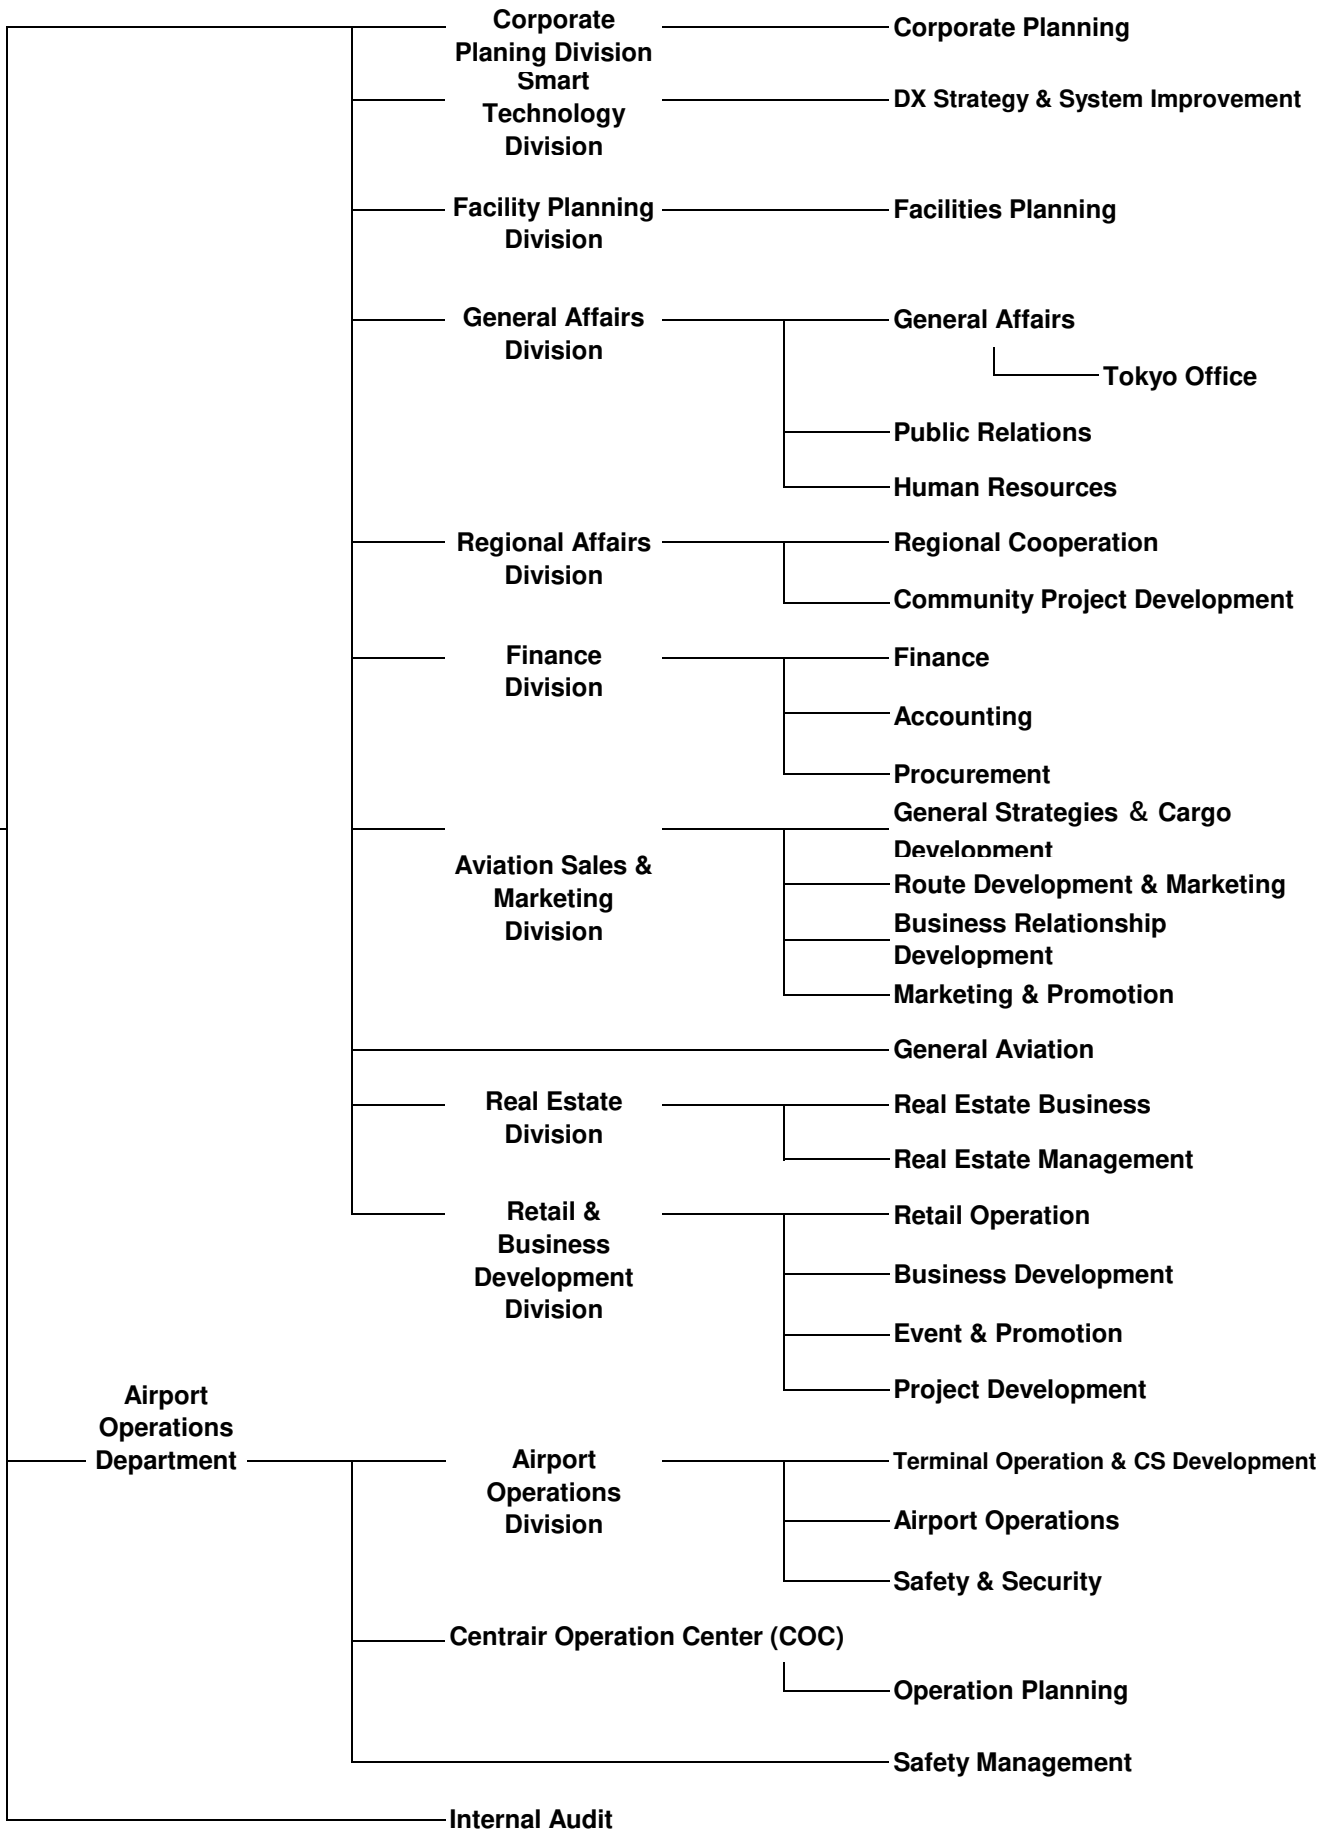 Corporate
Planing Division
Corporate Planning
Smart
Technology
Division
DX Strategy & System Improvement
Facility Planning
Division
Facilities Planning
General Affairs
Division
General Affairs
Tokyo Office
Public Relations
Human Resources
Regional Affairs
Division
Regional Cooperation
Community Project Development
Finance
Division
Finance
Accounting
Procurement
Aviation Sales &
Marketing
Division
General Strategies ＆ Cargo
Development
Route Development & Marketing
Business Relationship
Development
Marketing & Promotion
General Aviation
Real Estate
Division
Real Estate Business
Real Estate Management
Retail &
Business
Development
Division
Retail Operation
Business Development
Event & Promotion
Project Development
Airport
Operations
Department
Airport
Operations
Division
Terminal Operation & CS Development
Airport Operations
Safety & Security
Centrair Operation Center (COC)
Operation Planning
Safety Management
Internal Audit